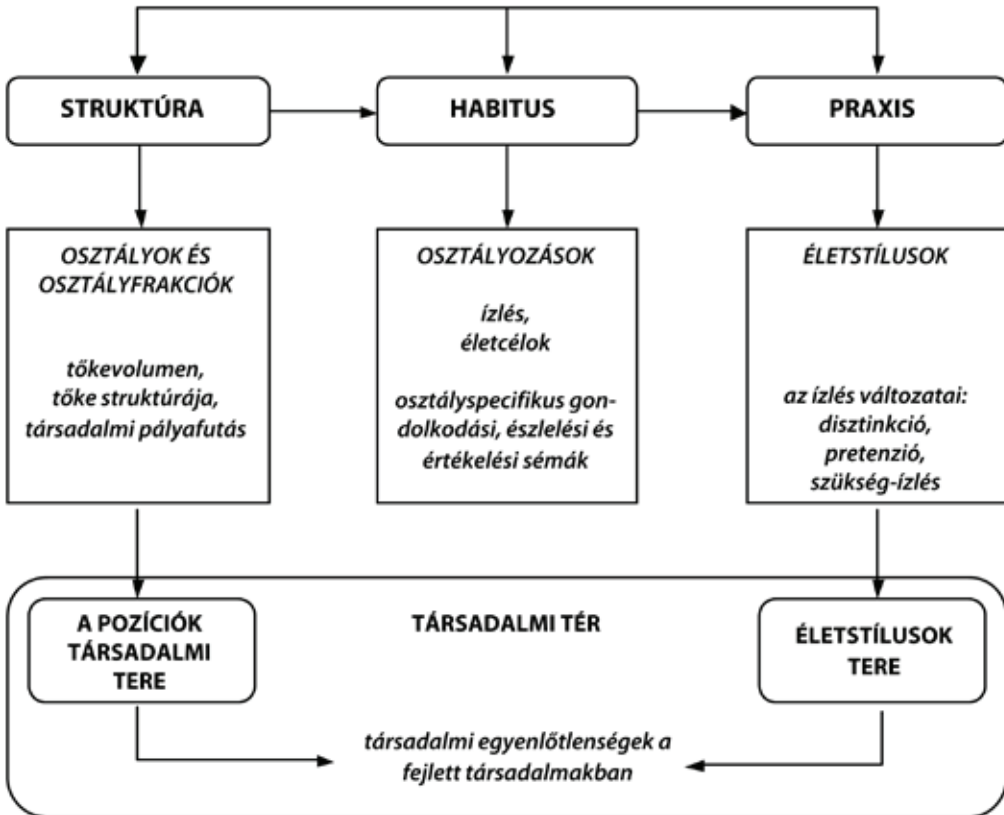 STRUKTÚRA
HABITUS
PRAXIS
OSZTÁLYOK ÉS
OSZTÁLYFRAKCIÓK
tőkevolumen,
tőke struktúrája,
társadalmi pályafutás
OSZTÁLYOZÁSOK
ízlés,
életcélok
osztályspecifikus gon-
dolkodási, észlelési és
értékelési sémák
ÉLETSTÍLUSOK
az ízlés változatai:
disztinkció,
pretenzió,
szükség-ízlés
A POZÍCIÓK
TÁRSADALMI
TERE
TÁRSADALMI TÉR
ÉLETSTÍLUSOK
TERE
társadalmi egyenlőtlenségek a
fejlett társadalmakban